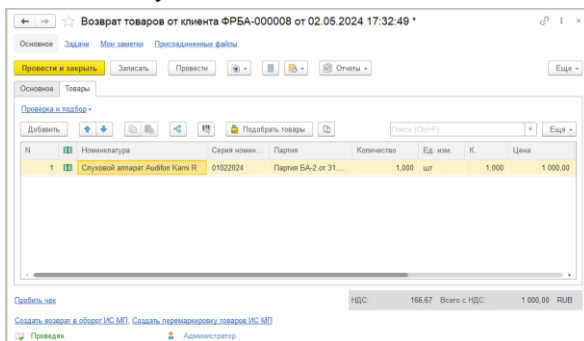 Возврат товаров от клиента ФРБА-000008 от 02.05.2024 17:32:49 *
Основное Задачи Мои заметки Присоединенные файлы
Провести и закрыть Записать Провести Отчеты Еще
Основное Товары
Проверка и подбор
Добавить Подобрать товары Поиск (Ctrl+F) × Еще
N Номенклатура Серия номен... Партия Количество Ед. изм. К. Цена
1 Слуховой аппарат Audifon Kami R 01022024 Партия БА-2 от 31.... 1,000 шт 1,000 1 000,00
Пробить чек НДС: 166,67 Всего с НДС: 1 000,00 RUB
Создать возврат в оборот ИС МП, Создать перемаркировку товаров ИС МП
Проведен Администратор